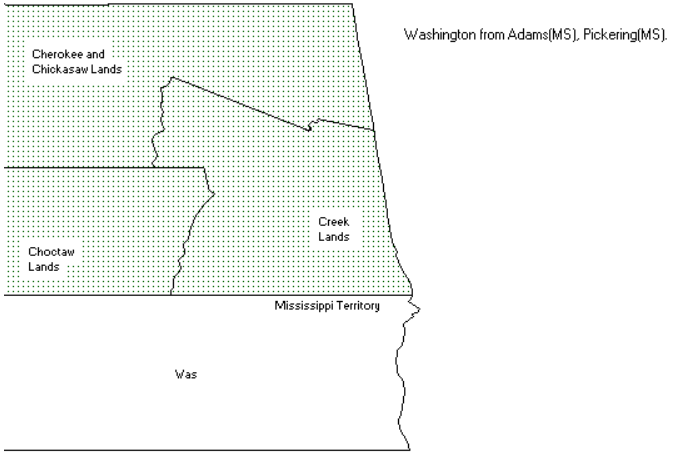 Washington from Adams(MS), Pickering(MS).
Cherokee and
Chickasaw Lands
Creek
Lands
Choctaw
Lands
Mississippi Territory
Was